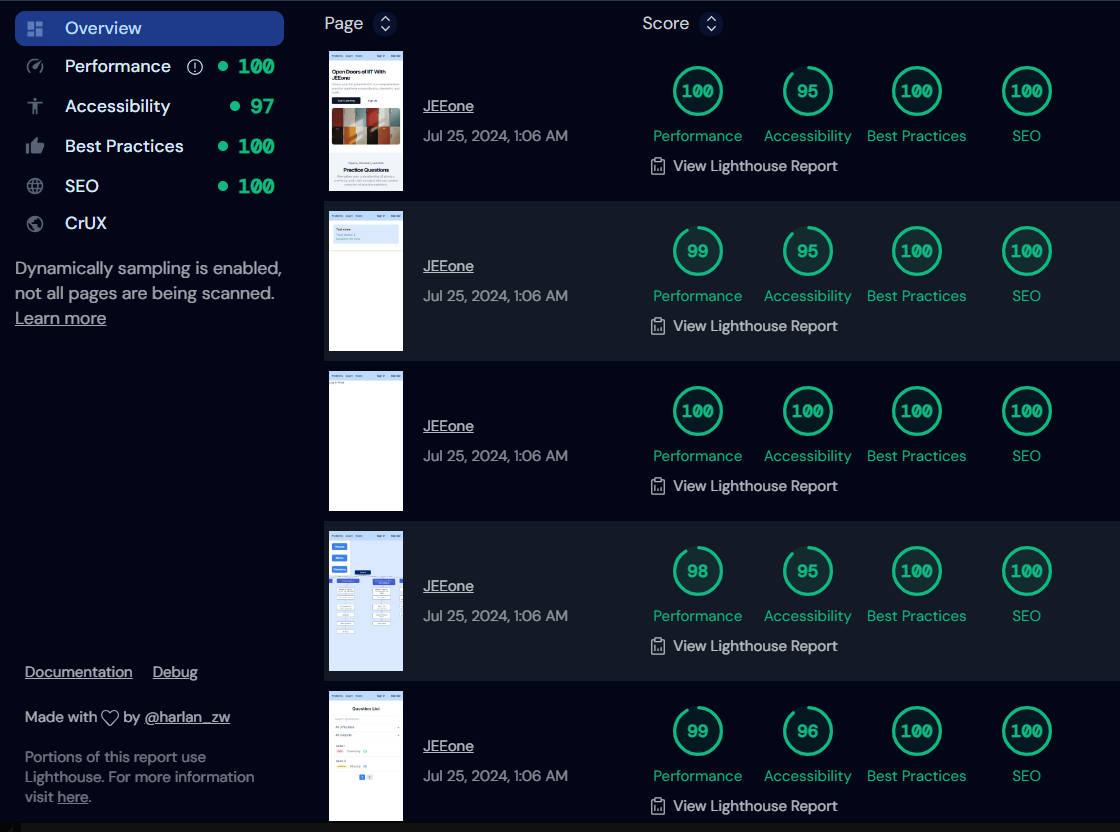 Overview
Performance 100
Accessibility 97
Best Practices 100
SEO 100
CrUX
Dynamically sampling is enabled,
not all pages are being scanned.
Learn more
Documentation Debug
Made with by @harlan_zw
Portions of this report use
Lighthouse. For more information
visit here.
Page Score
Open Doors of IIT With
JEEone
Practice Questions
JEEone
Jul 25, 2024, 1:06 AM
100 95 100 100
Performance Accessibility Best Practices SEO
View Lighthouse Report
JEEone
Jul 25, 2024, 1:06 AM
99 95 100 100
Performance Accessibility Best Practices SEO
View Lighthouse Report
JEEone
Jul 25, 2024, 1:06 AM
100 100 100 100
Performance Accessibility Best Practices SEO
View Lighthouse Report
JEEone
Jul 25, 2024, 1:06 AM
98 95 100 100
Performance Accessibility Best Practices SEO
View Lighthouse Report
Question List
JEEone
Jul 25, 2024, 1:06 AM
99 96 100 100
Performance Accessibility Best Practices SEO
View Lighthouse Report